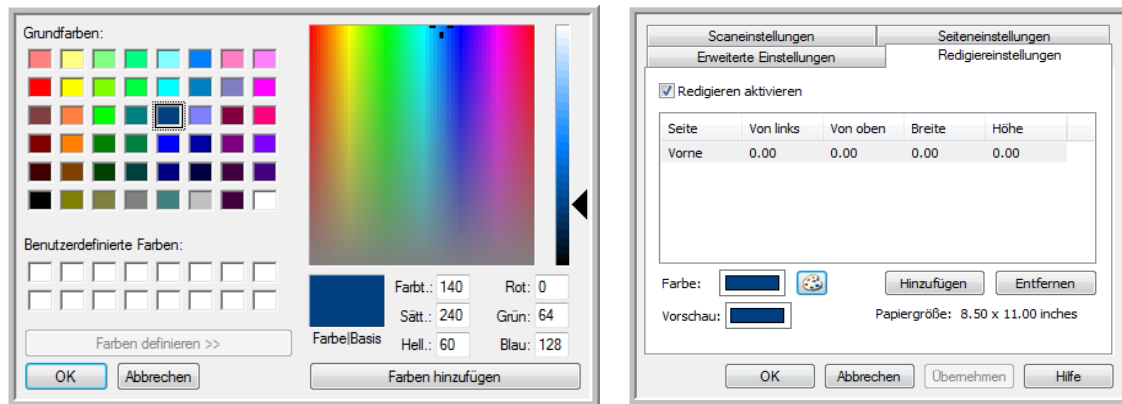 Grundfarben:
Benutzerdefinierte Farben:
Farben definieren >>
OK
Abbrechen
Farbe|Basis
Farbt.: 140
Rot: 0
Sätt.: 240
Grün: 64
Hell.: 60
Blau: 128
Farben hinzufügen
Scaneinstellungen
Seiteneinstellungen
Erweiterte Einstellungen
Redigiereinstellungen
Redigieren aktivieren
Seite Von links Von oben Breite Höhe
Vorne 0.00 0.00 0.00 0.00
Farbe:
Hinzufügen
Entfernen
Vorschau:
Papiergröße: 8.50 x 11.00 inches
OK
Abbrechen
Übernehmen
Hilfe